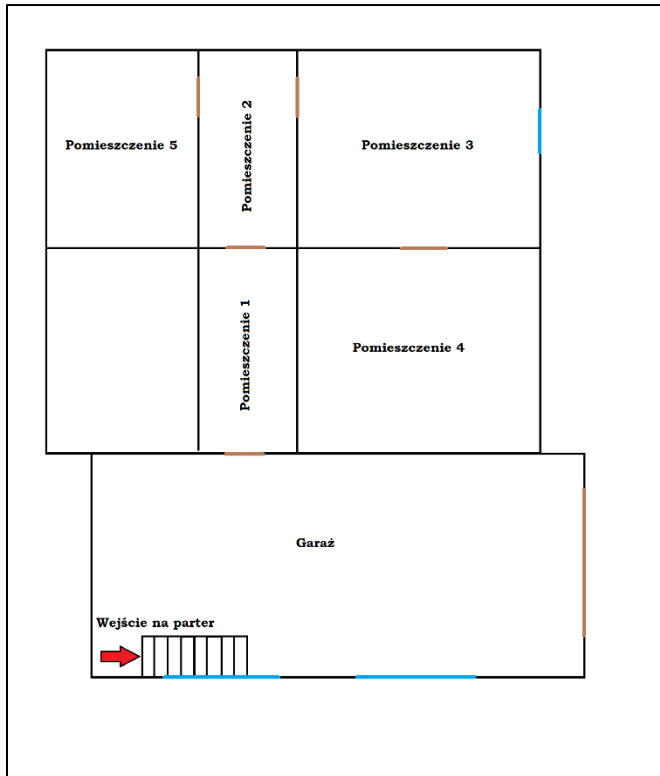 Pomieszczenie 5
Pomieszczenie 2
Pomieszczenie 3
Pomieszczenie 1
Pomieszczenie 4
Garaż
Wejście na parter